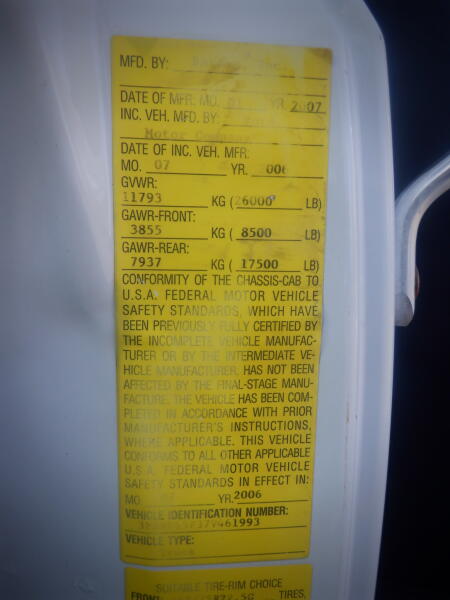 MFD. BY:
DATE OF MFR. MO. 01 YR. 2007
INC. VEH. MFD. BY:
Motor Company
DATE OF INC. VEH. MFR:
MO. 07 YR.
GVWR:
11793 KG ( 26000 LB)
GAWR-FRONT:
3855 KG ( 8500 LB)
GAWR-REAR:
7937 KG ( 17500 LB)
CONFORMITY OF THE CHASSIS-CAB TO
U.S.A. FEDERAL MOTOR VEHICLE
SAFETY STANDARDS, WHICH HAVE
BEEN PREVIOUSLY FULLY CERTIFIED BY
THE INCOMPLETE VEHICLE MANUFAC-
TURER OR BY THE INTERMEDIATE VE-
HICLE MANUFACTURER, HAS NOT BEEN
AFFECTED BY THE FINAL-STAGE MANU-
FACTURE. THE VEHICLE HAS BEEN COM-
PLETED IN ACCORDANCE WITH PRIOR
MANUFACTURER'S INSTRUCTIONS,
WHERE APPLICABLE. THIS VEHICLE
CONFORMS TO ALL OTHER APPLICABLE
U.S.A. FEDERAL MOTOR VEHICLE
SAFETY STANDARDS IN EFFECT IN:
MO. 07 YR. 2006
VEHICLE IDENTIFICATION NUMBER:
VEHICLE TYPE:
Truck
SUITABLE TIRE-RIM CHOICE
FRONT: TIRES,